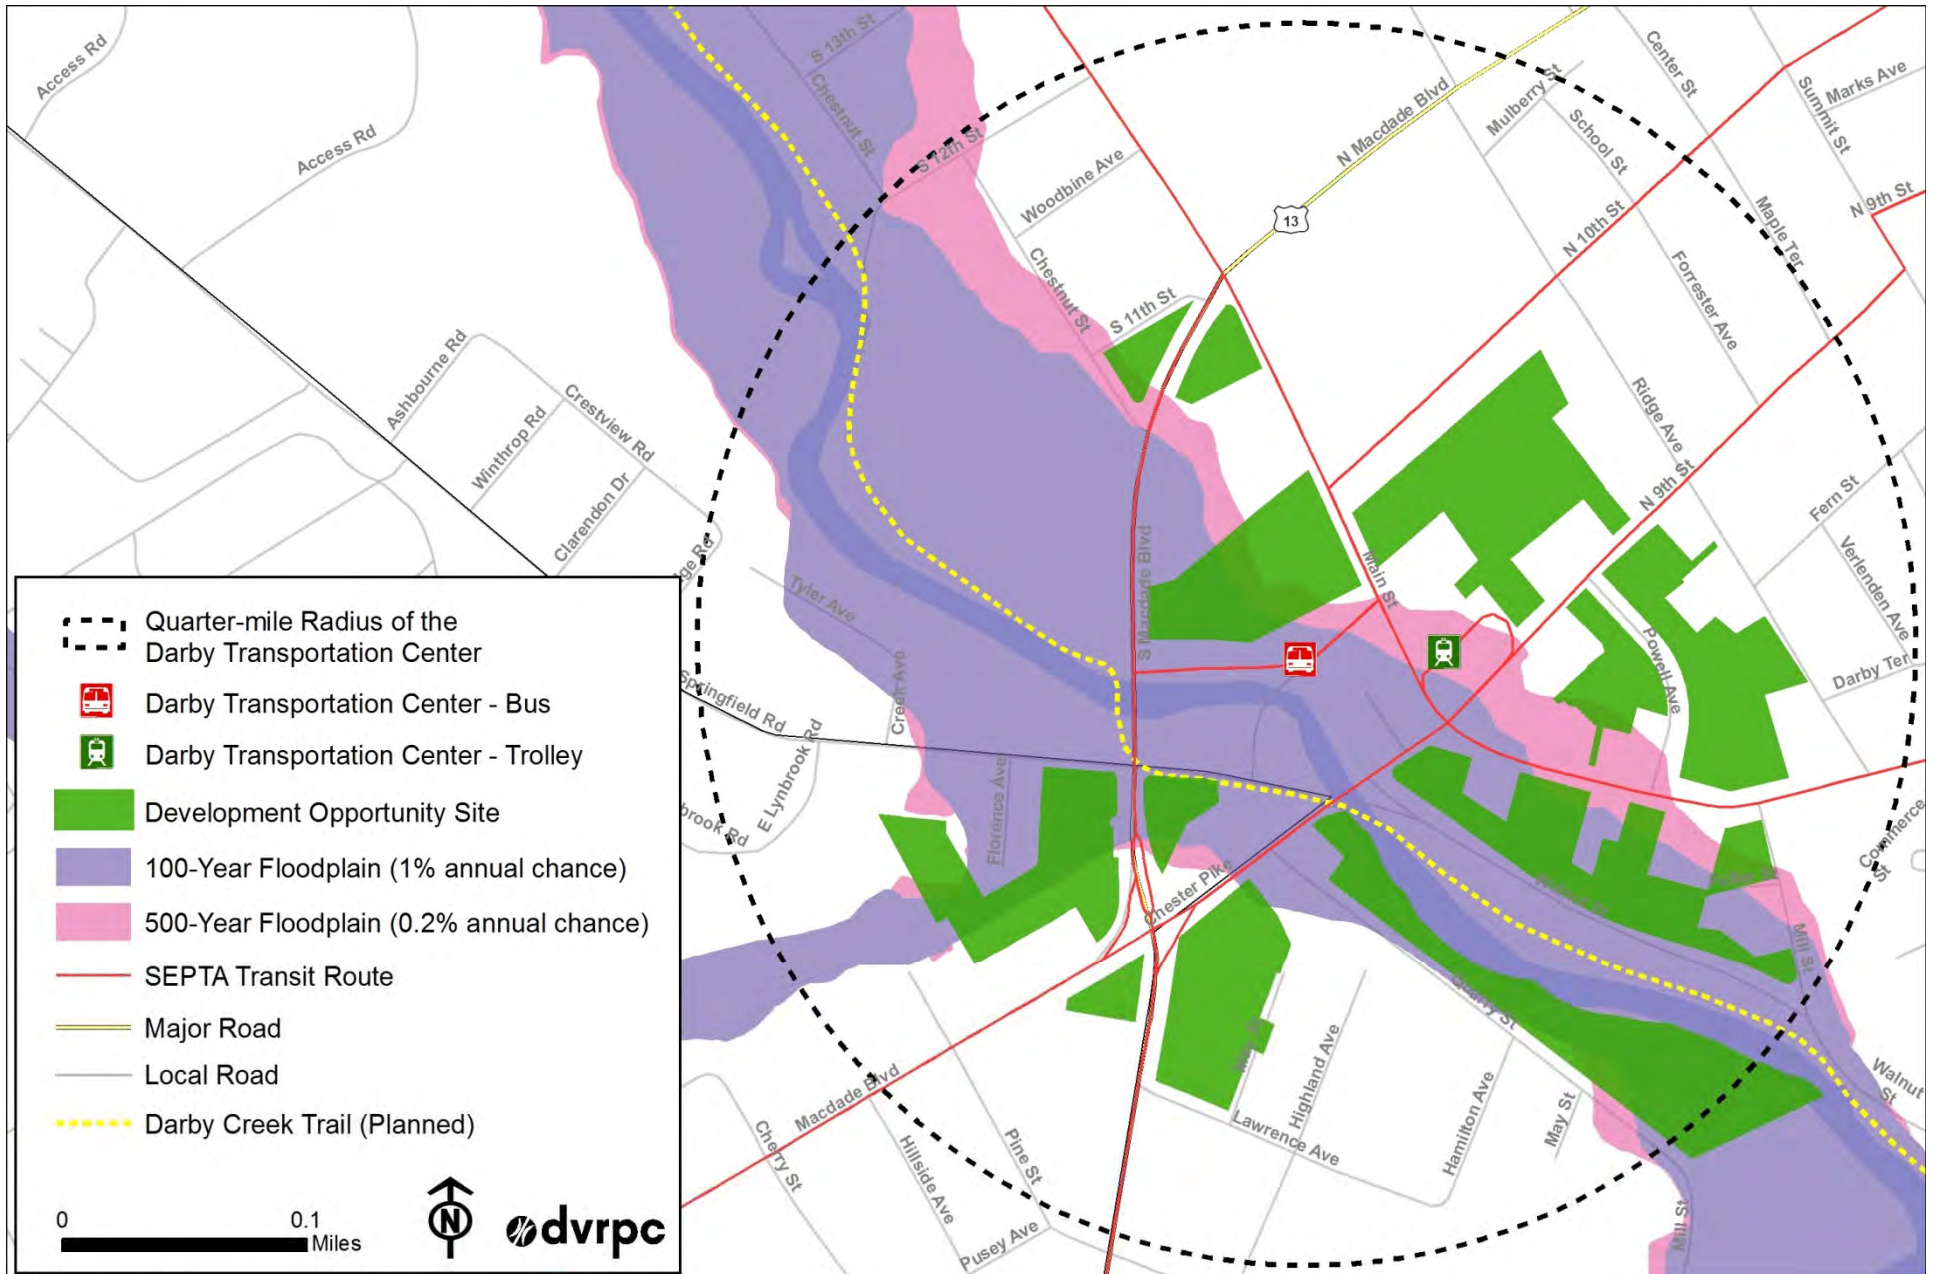 S 13th St
Access Rd
Center St
Marks Ave
Summit St
Mulberry St
Chestnut St
N Macdade Blvd
School St
Access Rd
S 12th St
Woodbine Ave
13
N 9th St
Maple Ter
N 10th St
Chestnut St
Forrester Ave
S 11th St
Ashbourne Rd
Crestview Rd
Winthrop Rd
Ridge Ave
N 9th St
Clarendon Dr
Fern St
S Macdade Blvd
Main St
Verlenden Ave
Tyler Ave
Powell Ave
Darby Ter
Creek Ave
Springfield Rd
E Lynbrook Rd
brook Rd
Florence Ave
Commerce St
Chester Pike
Mill St
Quarry St
Highland Ave
Walnut St
Macdade Blvd
Lawrence Ave
Hamilton Ave
May St
Cherry St
Hillside Ave
Pine St
Pusey Ave
Mill St
Quarter-mile Radius of the
Darby Transportation Center
Darby Transportation Center - Bus
Darby Transportation Center - Trolley
Development Opportunity Site
100-Year Floodplain (1% annual chance)
500-Year Floodplain (0.2% annual chance)
SEPTA Transit Route
Major Road
Local Road
Darby Creek Trail (Planned)
0 0.1
Miles
N
dvrpc